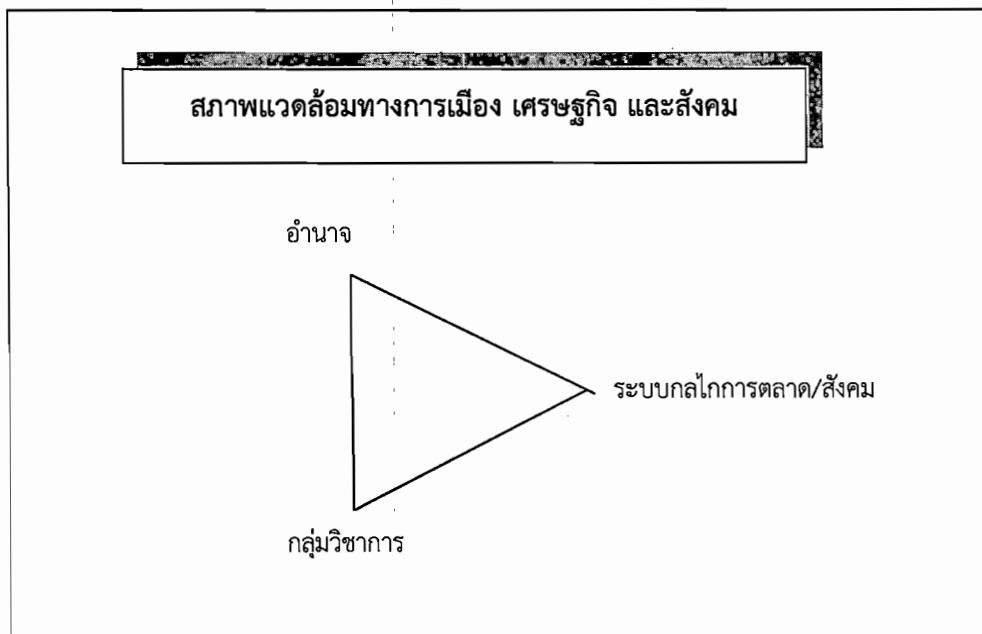 สภาพแวดล้อมทางการเมือง เศรษฐกิจ และสังคม
อำนาจ
ระบบกลไกการตลาด/สังคม
กลุ่มวิชาการ